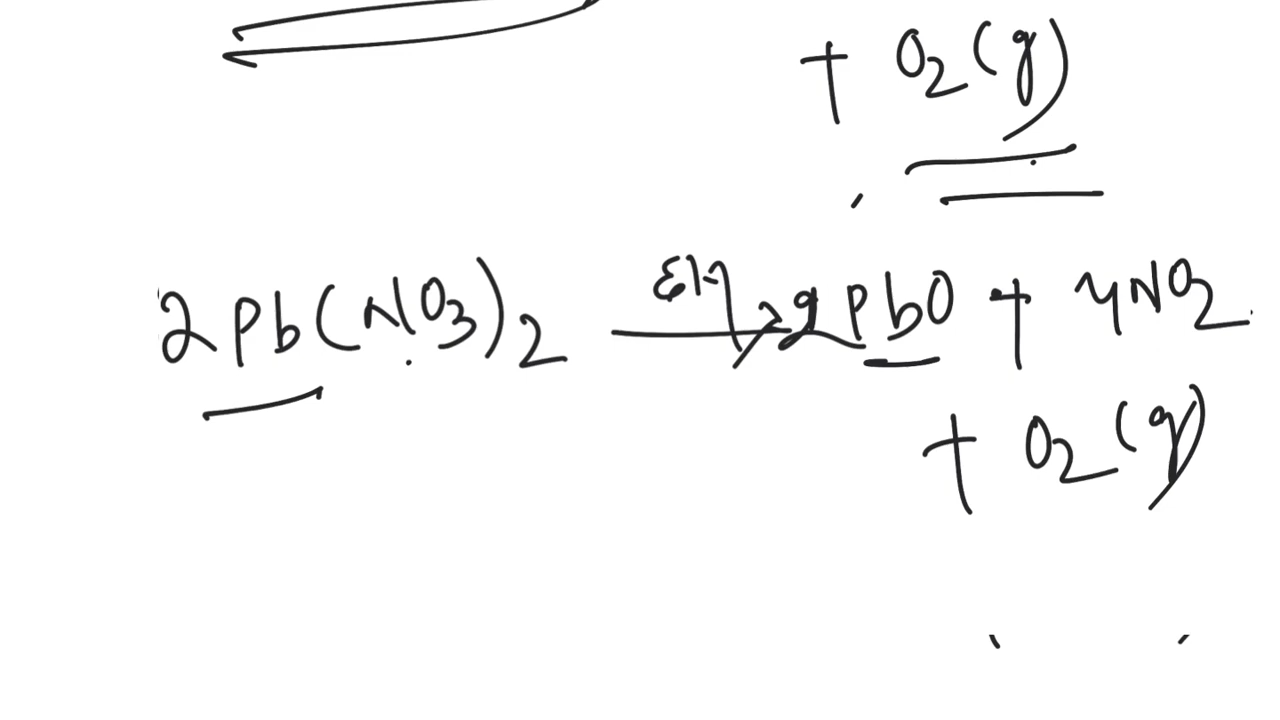 + O₂(g)
2Pb(NO₃)₂ তাপ → 2PbO + 4NO₂
+ O₂(g)